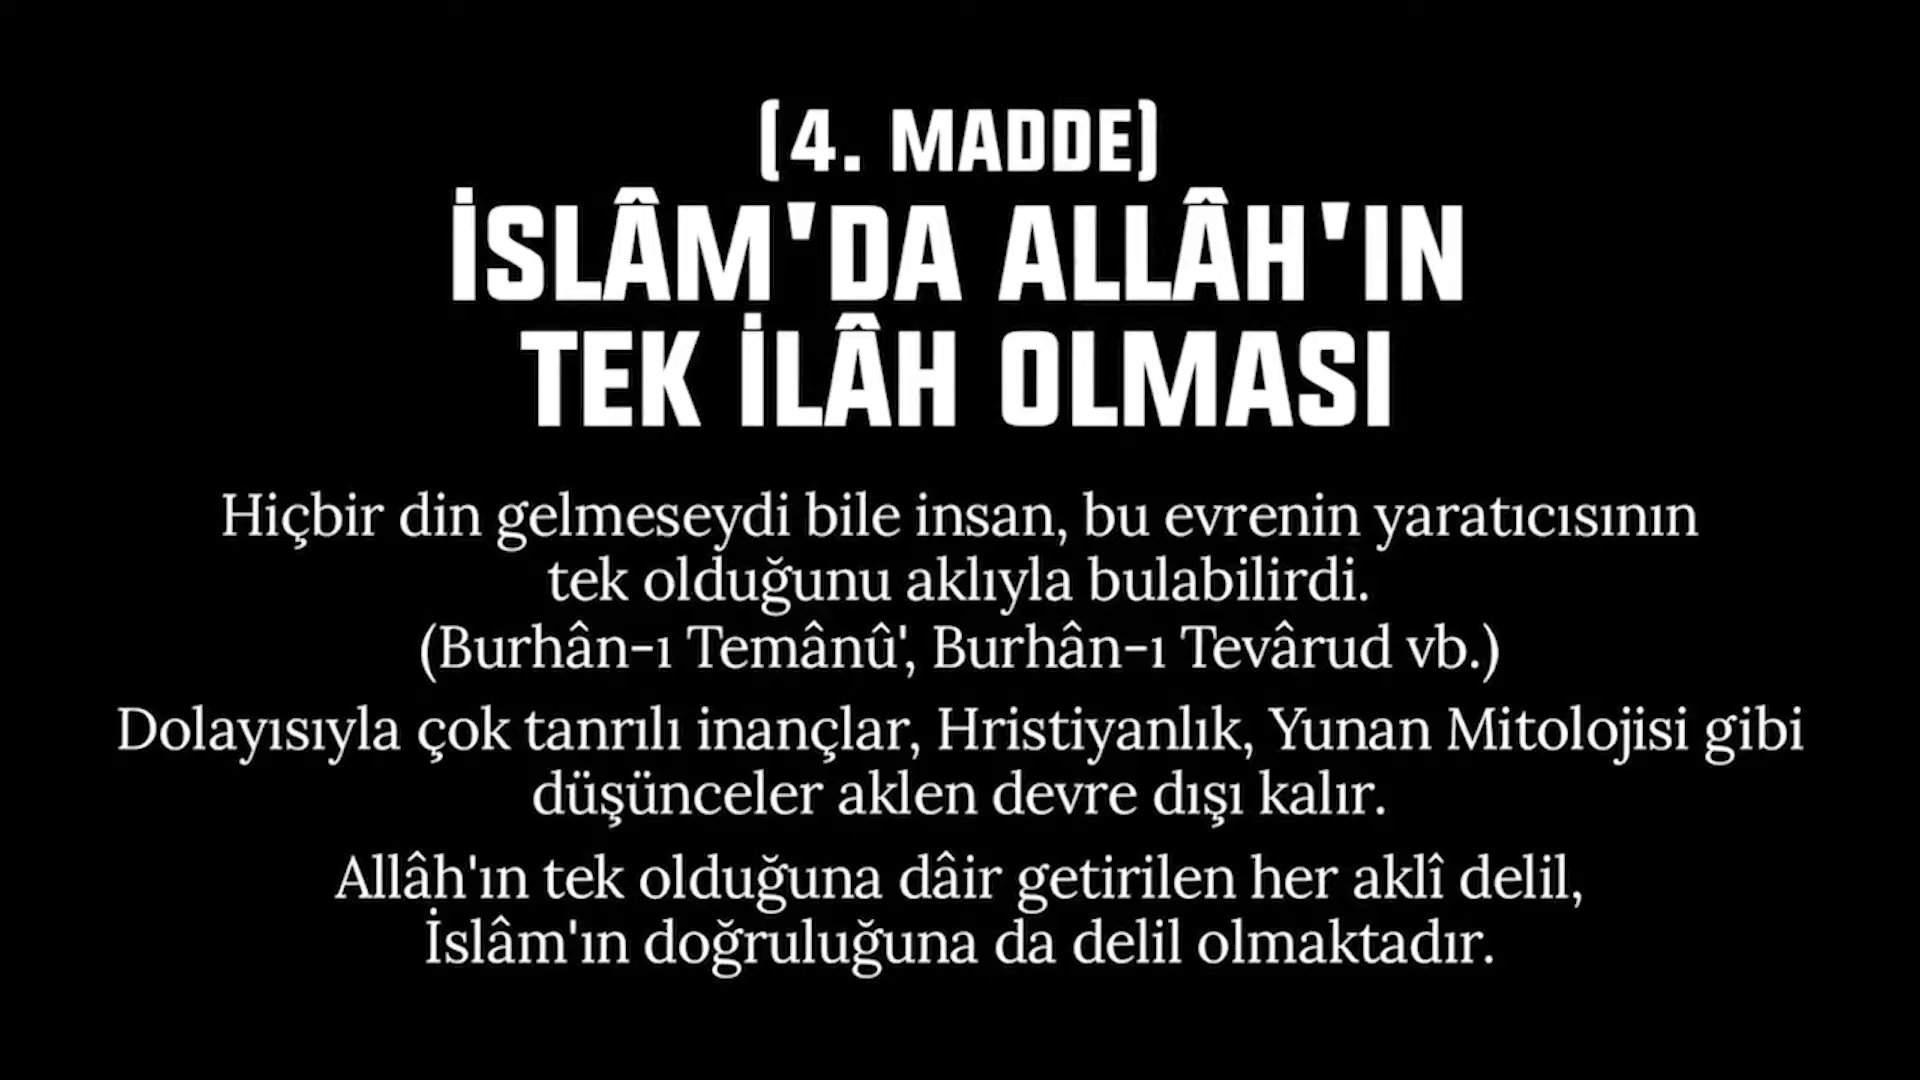 (4. MADDE)
İSLÂM'DA ALLÂH'IN
TEK İLÂH OLMASI
Hiçbir din gelmeseydi bile insan, bu evrenin yaratıcısının
tek olduğunu aklıyla bulabilirdi.
(Burhân-ı Temânû', Burhân-ı Tevârud vb.)
Dolayısıyla çok tanrılı inançlar, Hristiyanlık, Yunan Mitolojisi gibi
düşünceler aklen devre dışı kalır.
Allâh'ın tek olduğuna dâir getirilen her aklî delil,
İslâm'ın doğruluğuna da delil olmaktadır.